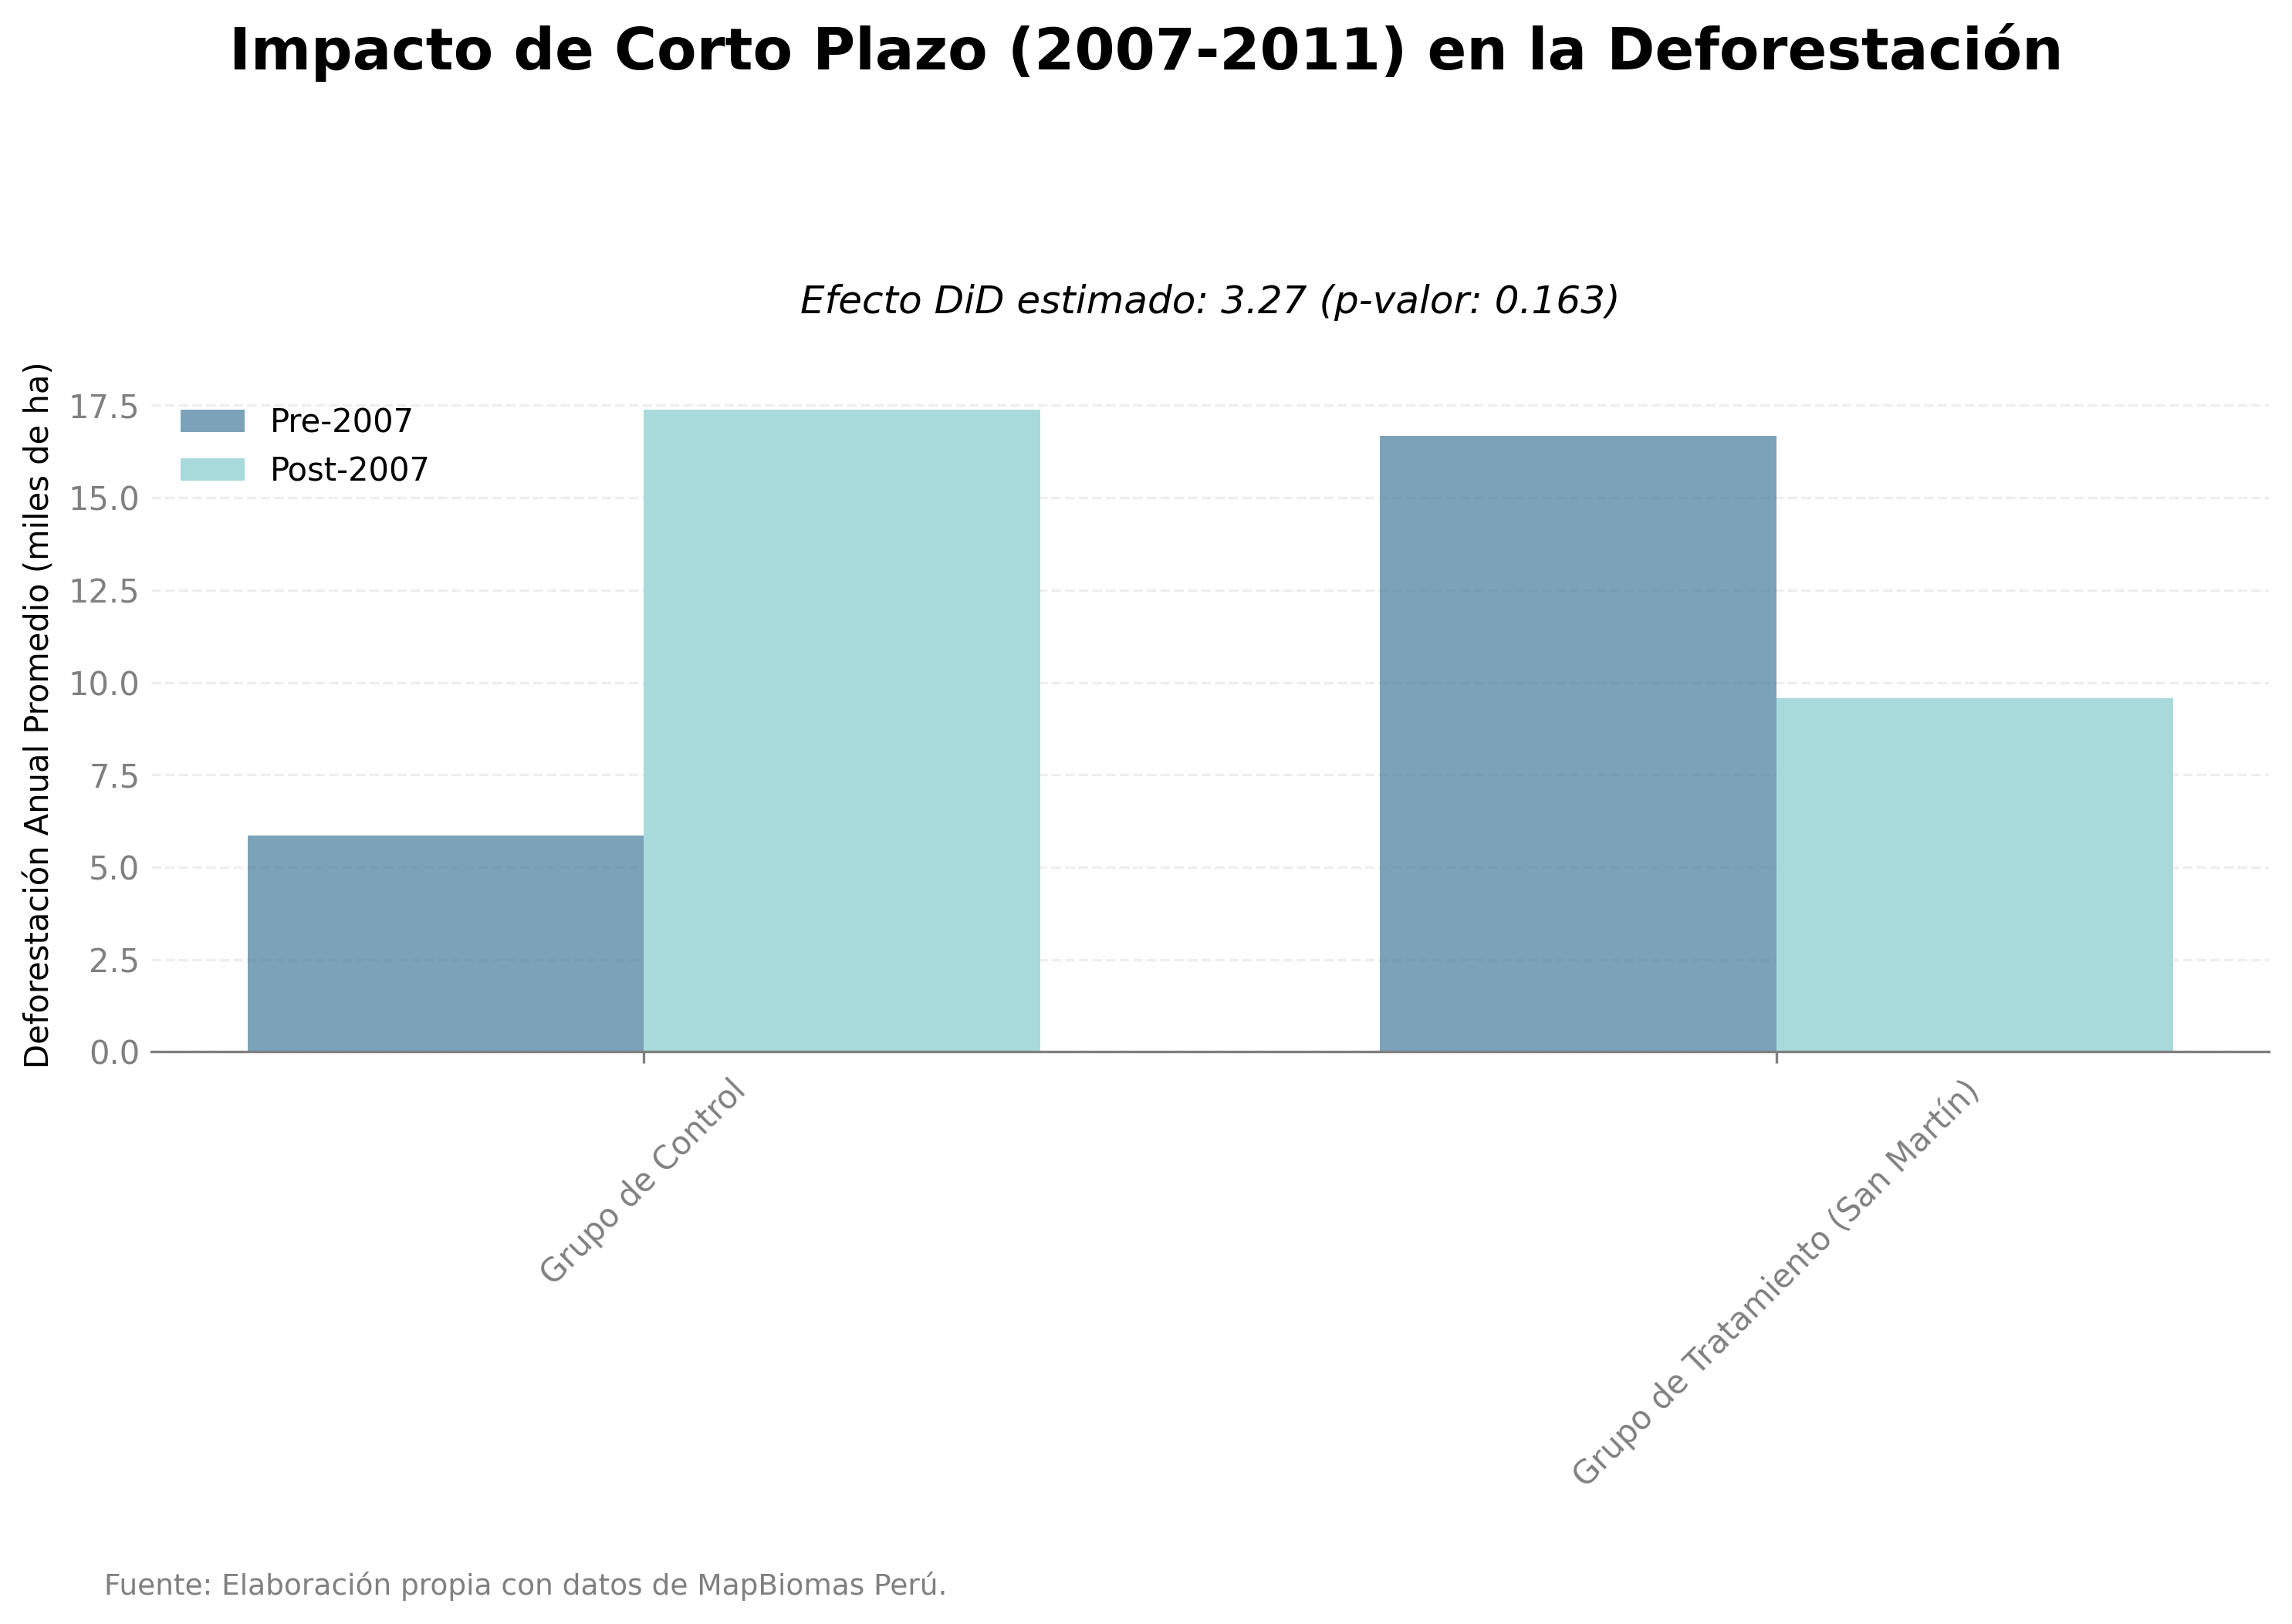 Impacto de Corto Plazo (2007-2011) en la Deforestación
Efecto DiD estimado: 3.27 (p-valor: 0.163)
Deforestación Anual Promedio (miles de ha)
17.5
15.0
12.5
10.0
7.5
5.0
2.5
0.0
Pre-2007
Post-2007
Grupo de Control
Grupo de Tratamiento (San Martín)
Fuente: Elaboración propia con datos de MapBiomas Perú.